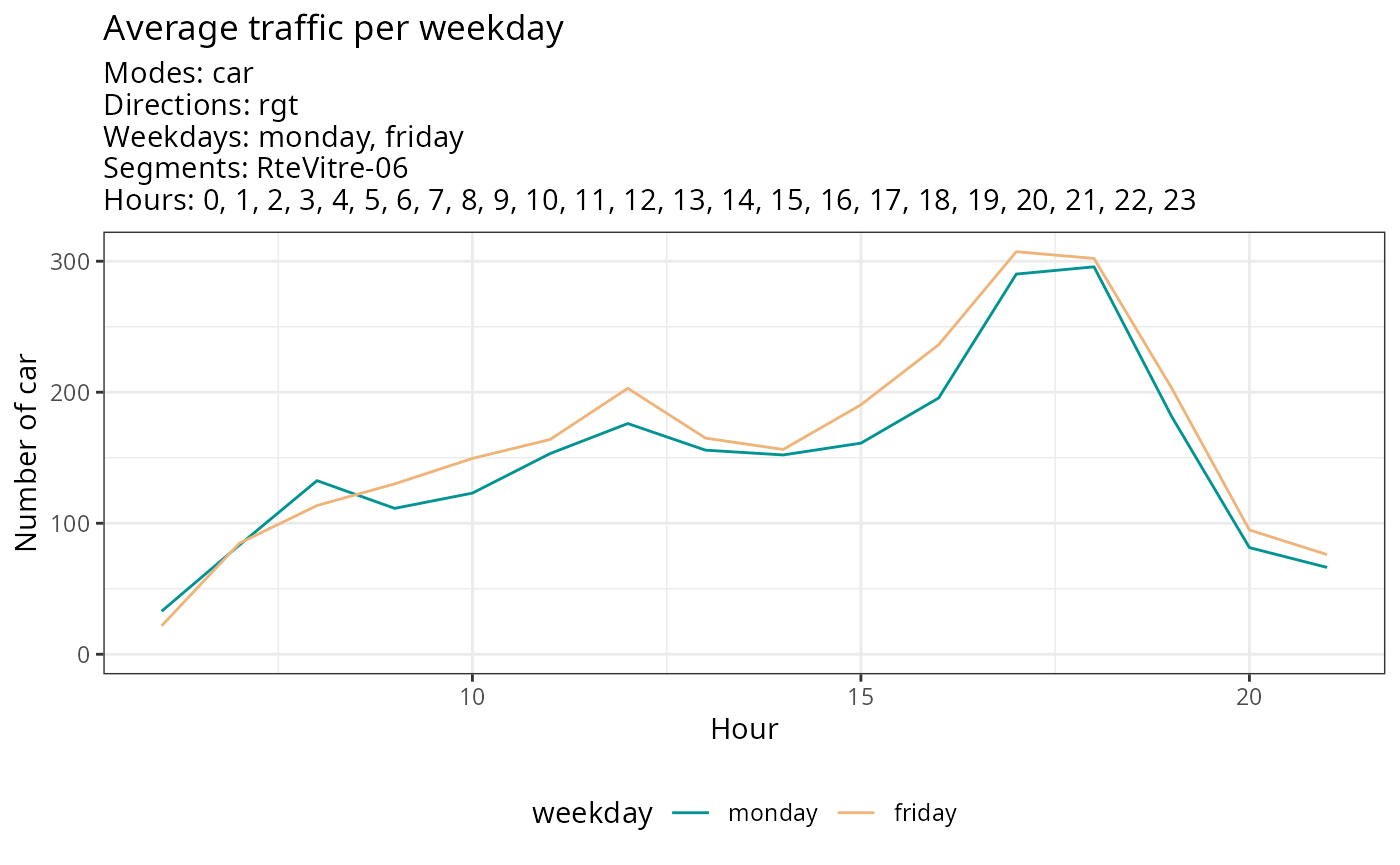 Average traffic per weekday
Modes: car
Directions: rgt
Weekdays: monday, friday
Segments: RteVitre-06
Hours: 0, 1, 2, 3, 4, 5, 6, 7, 8, 9, 10, 11, 12, 13, 14, 15, 16, 17, 18, 19, 20, 21, 22, 23
Number of car
300
200
100
0
10 15 20
Hour
weekday monday friday